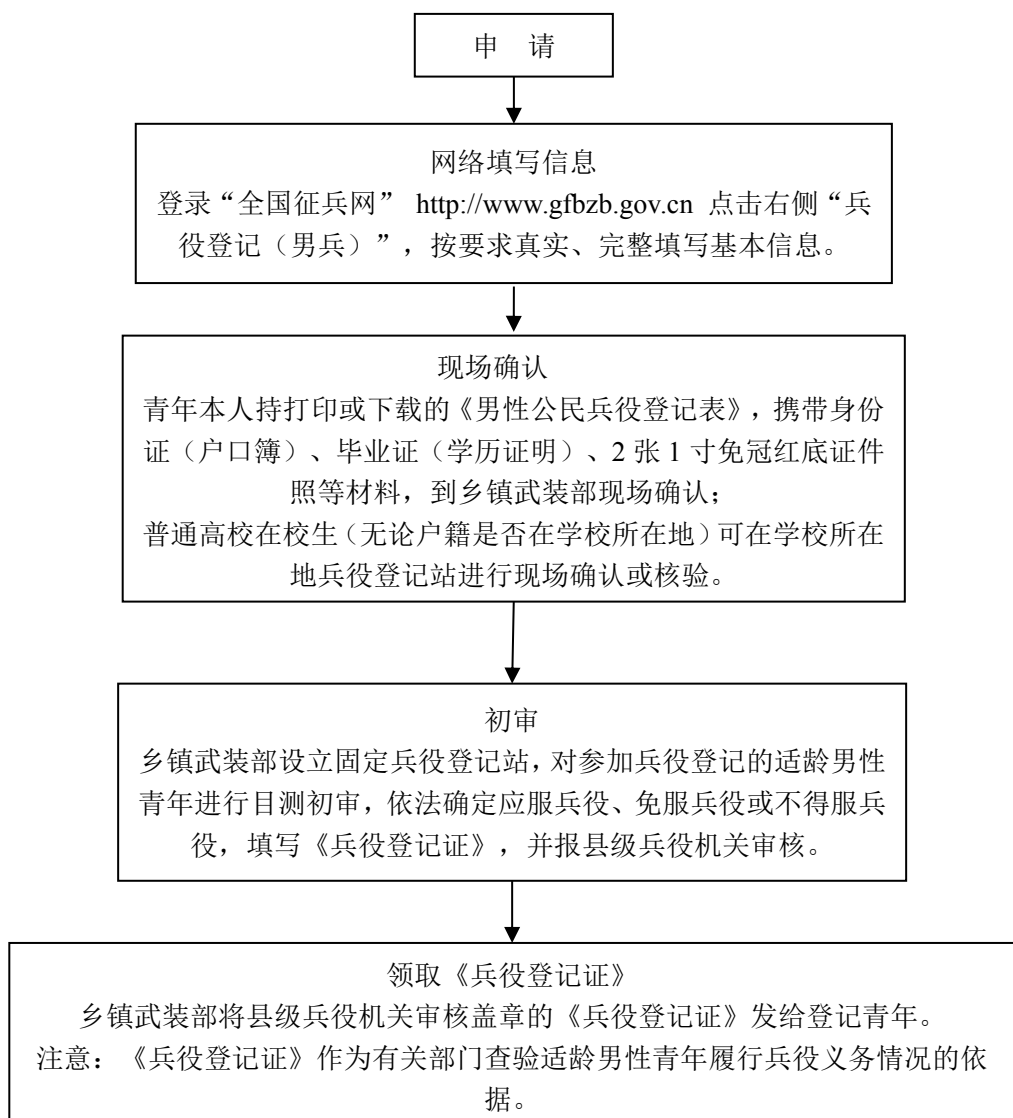 申 请
网络填写信息
登录“全国征兵网” http://www.gfbzb.gov.cn 点击右侧“兵
役登记（男兵）”，按要求真实、完整填写基本信息。
现场确认
青年本人持打印或下载的《男性公民兵役登记表》，携带身份
证（户口簿）、毕业证（学历证明）、2 张 1 寸免冠红底证件
照等材料，到乡镇武装部现场确认；
普通高校在校生（无论户籍是否在学校所在地）可在学校所在
地兵役登记站进行现场确认或核验。
初审
乡镇武装部设立固定兵役登记站，对参加兵役登记的适龄男性
青年进行目测初审，依法确定应服兵役、免服兵役或不得服兵
役，填写《兵役登记证》，并报县级兵役机关审核。
领取《兵役登记证》
乡镇武装部将县级兵役机关审核盖章的《兵役登记证》发给登记青年。
注意：《兵役登记证》作为有关部门查验适龄男性青年履行兵役义务情况的依
据。